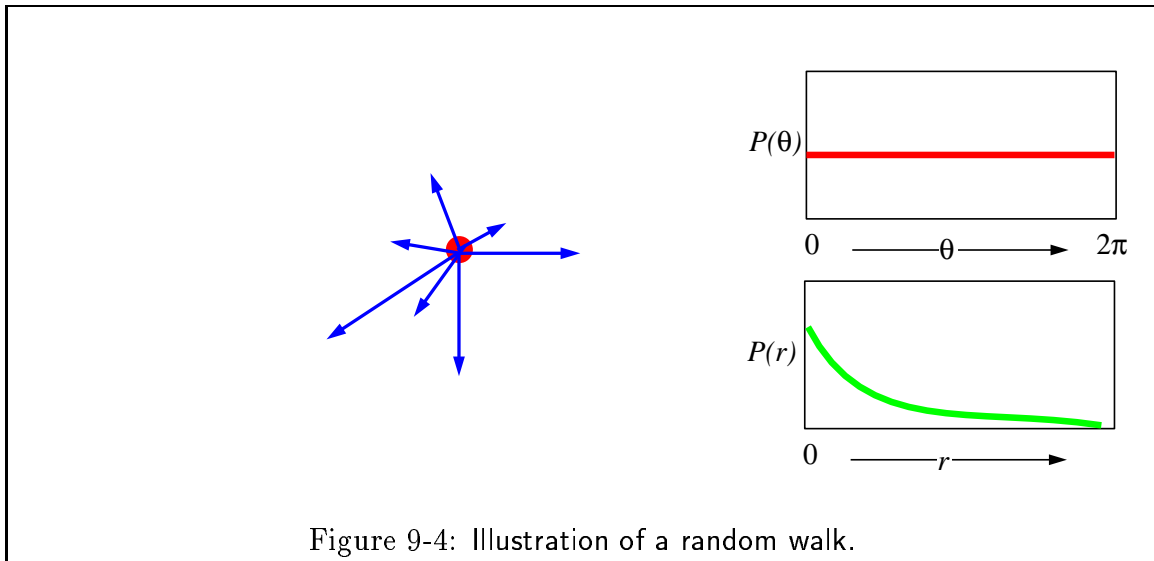 P(θ)
0 θ 2π
P(r)
0 r
Figure 9-4: Illustration of a random walk.